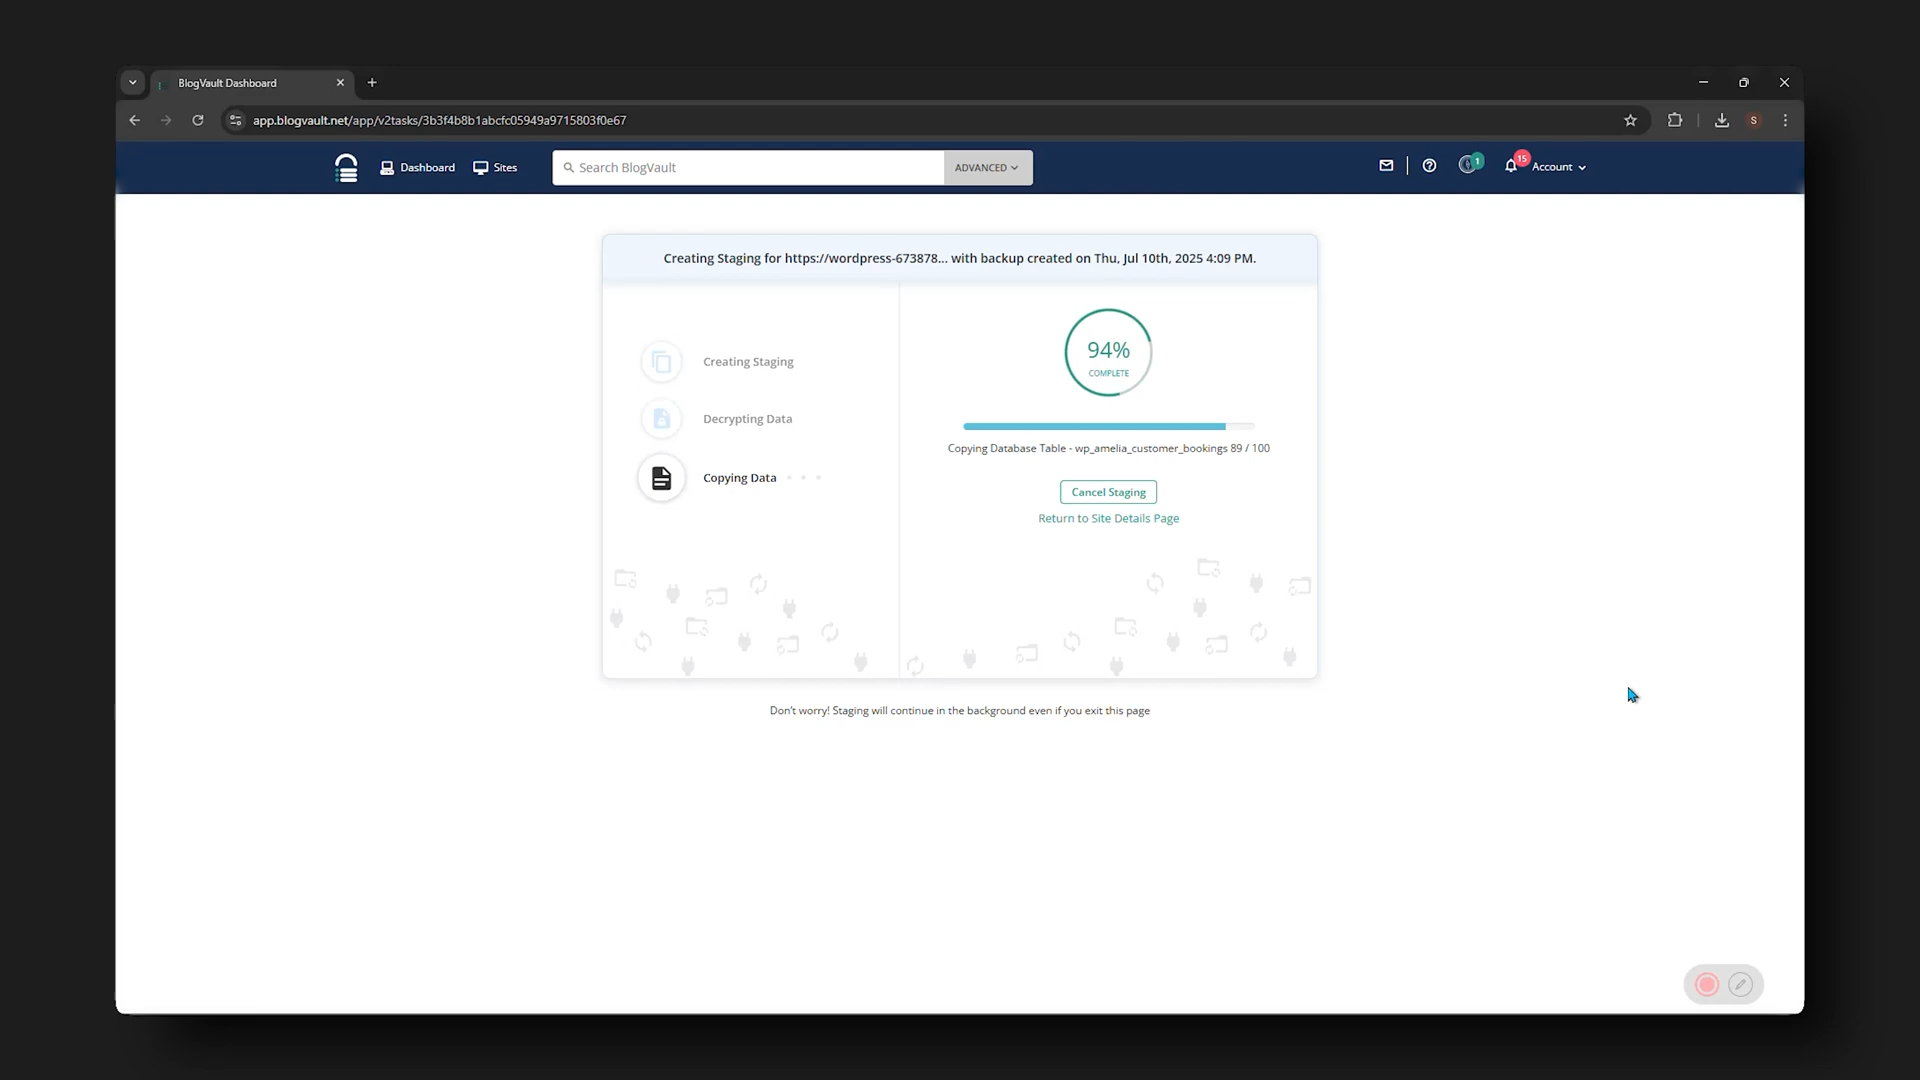 BlogVault Dashboard
app.blogvault.net/app/v2tasks/3b3f4b8b1abcfc05949a9715803f0e67
S
Dashboard
Sites
Search BlogVault
ADVANCED
1
15
Account
Creating Staging for https://wordpress-673878... with backup created on Thu, Jul 10th, 2025 4:09 PM.
Creating Staging
Decrypting Data
Copying Data
94%
COMPLETE
Copying Database Table - wp_amelia_customer_bookings 89 / 100
Cancel Staging
Return to Site Details Page
Don't worry! Staging will continue in the background even if you exit this page